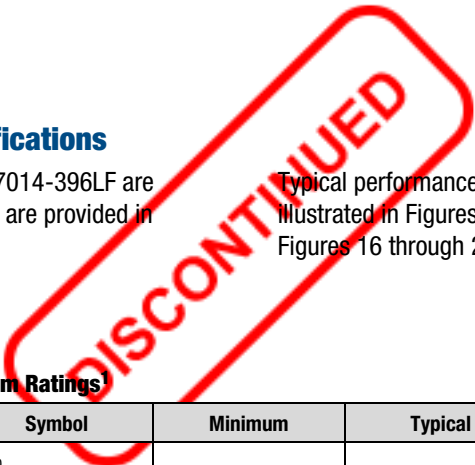 fications
7014-396LF are
are provided in
Typical performance
illustrated in Figures
Figures 16 through 2
DISCONTINUED
m Ratings1
Symbol Minimum Typical